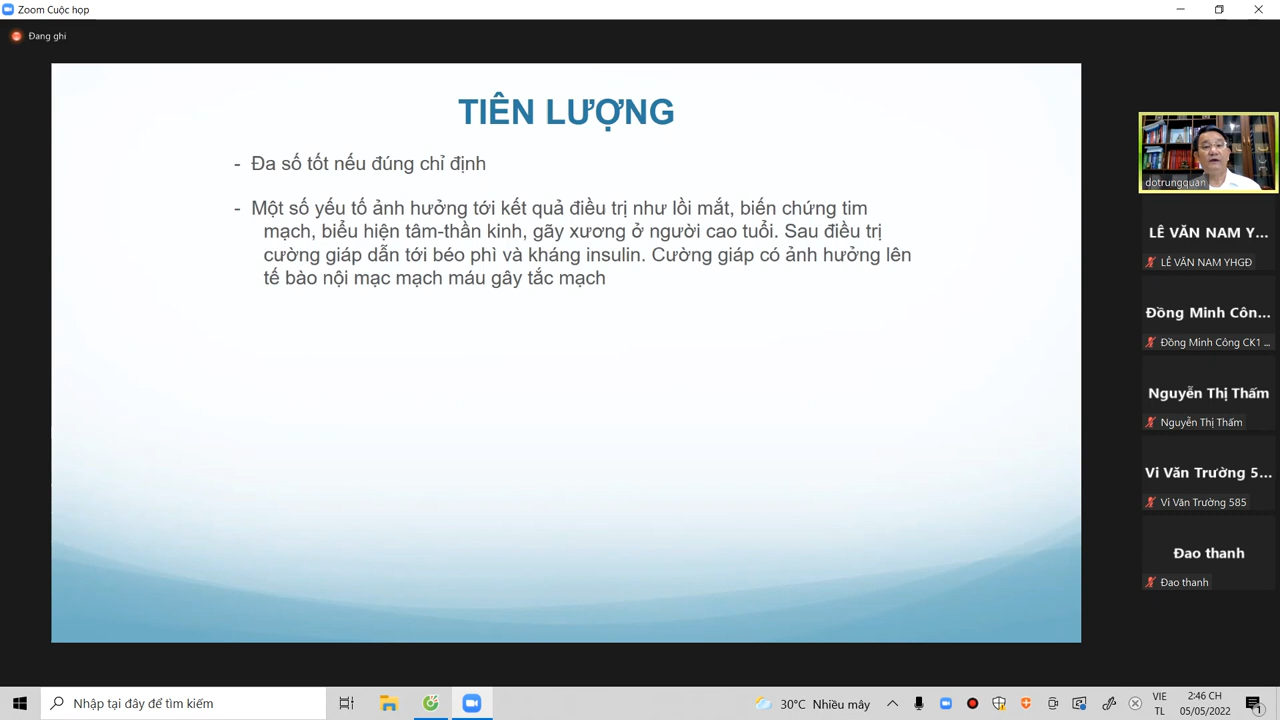 Zoom Cuộc họp
Đang ghi
TIÊN LƯỢNG
- Đa số tốt nếu đúng chỉ định
- Một số yếu tố ảnh hưởng tới kết quả điều trị như lồi mắt, biến chứng tim
mạch, biểu hiện tâm-thần kinh, gãy xương ở người cao tuổi. Sau điều trị
cường giáp dẫn tới béo phì và kháng insulin. Cường giáp có ảnh hưởng lên
tế bào nội mạc mạch máu gây tắc mạch
dotrungquan
LÊ VĂN NAM Y...
LÊ VĂN NAM YHGĐ
Đồng Minh Côn...
Đồng Minh Công CK1 ...
Nguyễn Thị Thấm
Nguyễn Thị Thấm
Vi Văn Trường 5...
Vi Văn Trường 585
Đao thanh
Đao thanh
Nhập tại đây để tìm kiếm
30°C Nhiều mây
VIE
TL
2:46 CH
05/05/2022
1